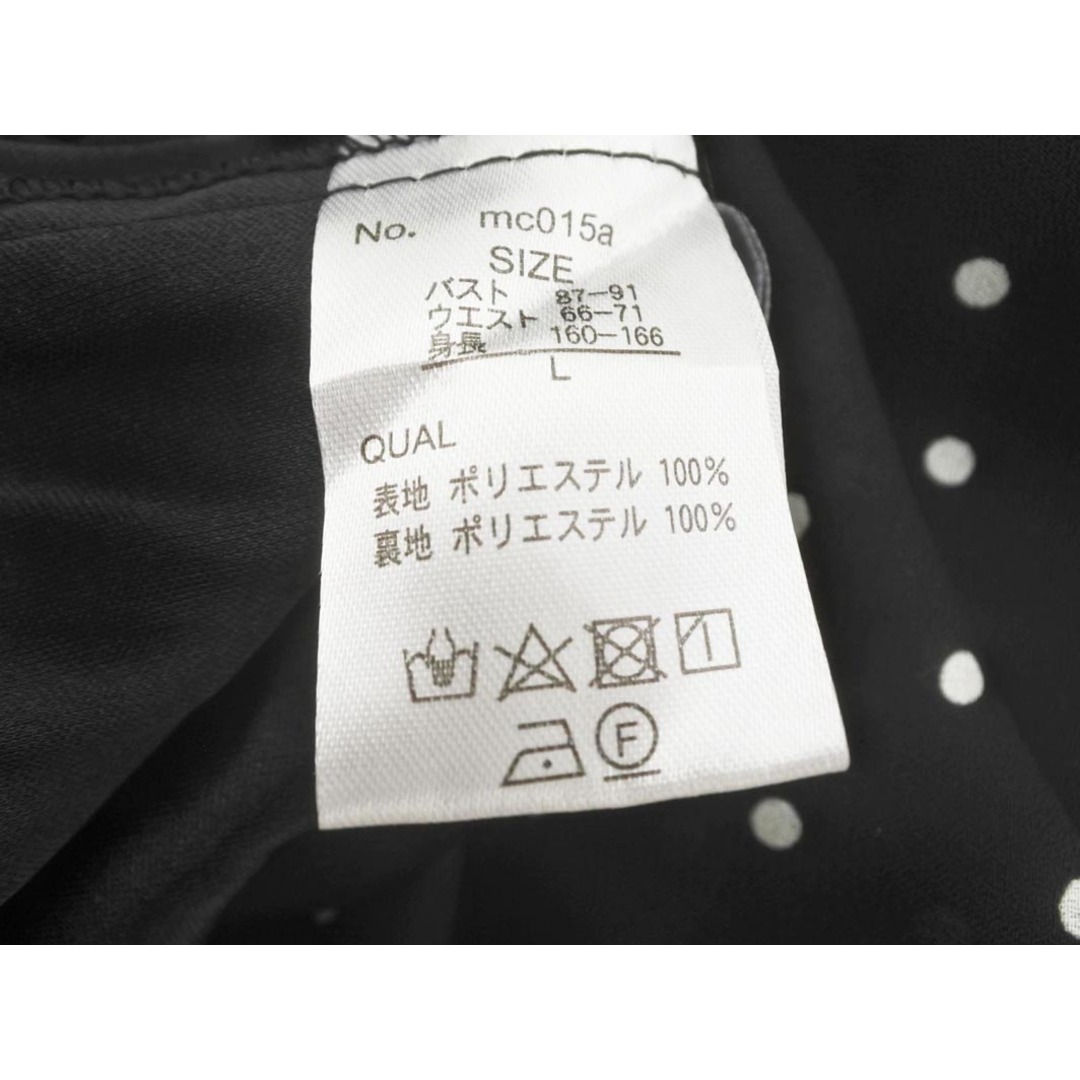 No. mc015a
SIZE
バスト 87-91
ウエスト 66-71
身長 160-166
L
QUAL
表地 ポリエステル 100%
裏地 ポリエステル 100%
F